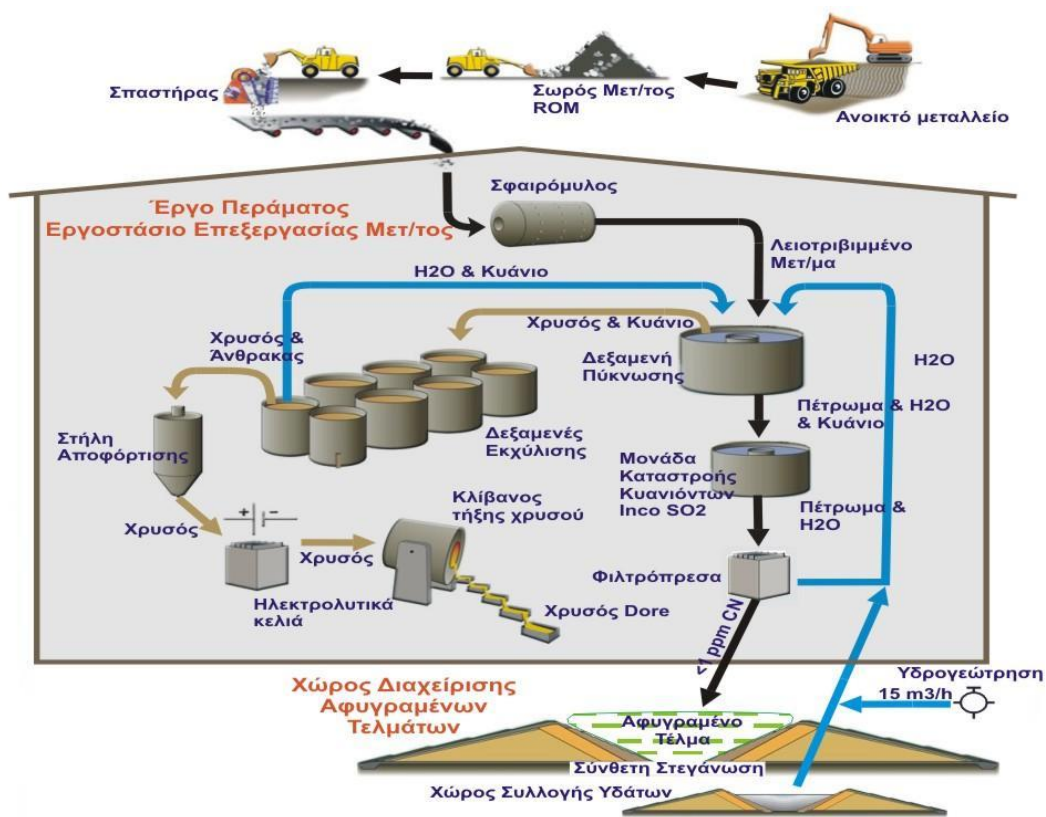 Σπαστήρας
Σωρός Μετ/τος
ROM
Ανοικτό μεταλλείο
Έργο Περάματος
Εργοστάσιο Επεξεργασίας Μετ/τος
Σφαιρόμυλος
Λειοτριβιμμένο
Μετ/μα
H2O & Κυάνιο
Χρυσός &
Άνθρακας
Χρυσός & Κυάνιο
Δεξαμενή
Πύκνωσης
H2O
Πέτρωμα & H2O
& Κυάνιο
Στήλη
Αποφόρτισης
Δεξαμενές
Εκχύλισης
Μονάδα
Καταστροής
Κυανιόντων
Inco SO2
Πέτρωμα &
H2O
Κλίβανος
τήξης χρυσού
Χρυσός
+ -
Χρυσός
Ηλεκτρολυτικά
κελιά
Χρυσός Dore
Φιλτρόπρεσα
<1 ppm CN
Χώρος Διαχείρισης
Αφυγραμένων
Τελμάτων
Υδρογεώτρηση
15 m3/h
Αφυγραμένο
Τέλμα
Σύνθετη Στεγάνωση
Χώρος Συλλογής Υδάτων